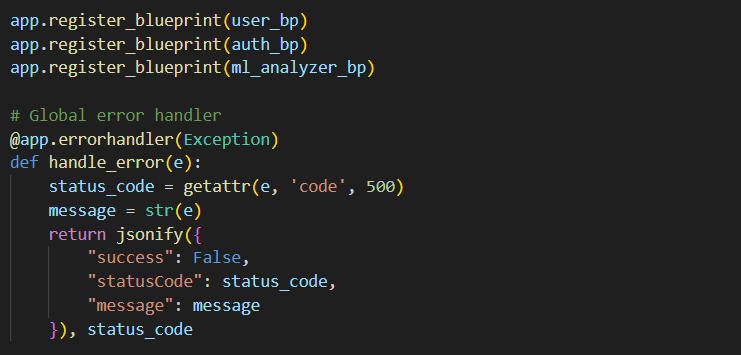 app.register_blueprint(user_bp)
app.register_blueprint(auth_bp)
app.register_blueprint(ml_analyzer_bp)

# Global error handler
@app.errorhandler(Exception)
def handle_error(e):
    status_code = getattr(e, 'code', 500)
    message = str(e)
    return jsonify({
        "success": False,
        "statusCode": status_code,
        "message": message
    }), status_code